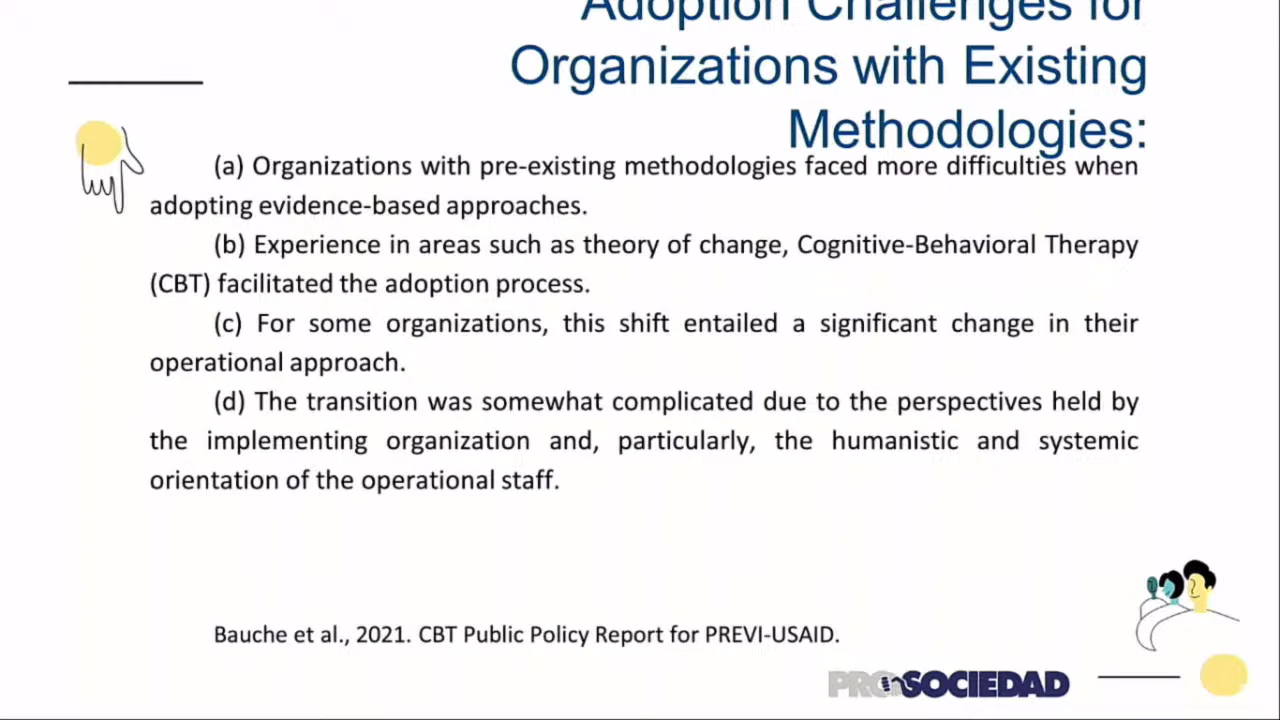 Adoption Challenges for
Organizations with Existing
Methodologies:
(a) Organizations with pre-existing methodologies faced more difficulties when
adopting evidence-based approaches.
(b) Experience in areas such as theory of change, Cognitive-Behavioral Therapy
(CBT) facilitated the adoption process.
(c) For some organizations, this shift entailed a significant change in their
operational approach.
(d) The transition was somewhat complicated due to the perspectives held by
the implementing organization and, particularly, the humanistic and systemic
orientation of the operational staff.
Bauche et al., 2021. CBT Public Policy Report for PREVI-USAID.
PROSOCIEDAD